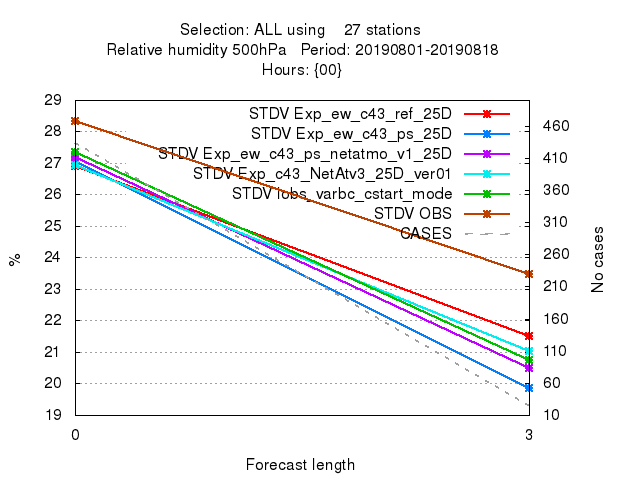 Selection: ALL using    27 stations
Relative humidity 500hPa   Period: 20190801-20190818
Hours: {00}
STDV Exp_ew_c43_ref_25D
STDV Exp_ew_c43_ps_25D
STDV Exp_ew_c43_ps_netatmo_v1_25D
STDV Exp_c43_NetAtv3_25D_ver01
STDV iobs_varbc_cstart_mode
STDV OBS
CASES
29
28
27
26
25
24
23
22
21
20
19
%
460
410
360
310
260
210
160
110
60
10
No cases
0
3
Forecast length